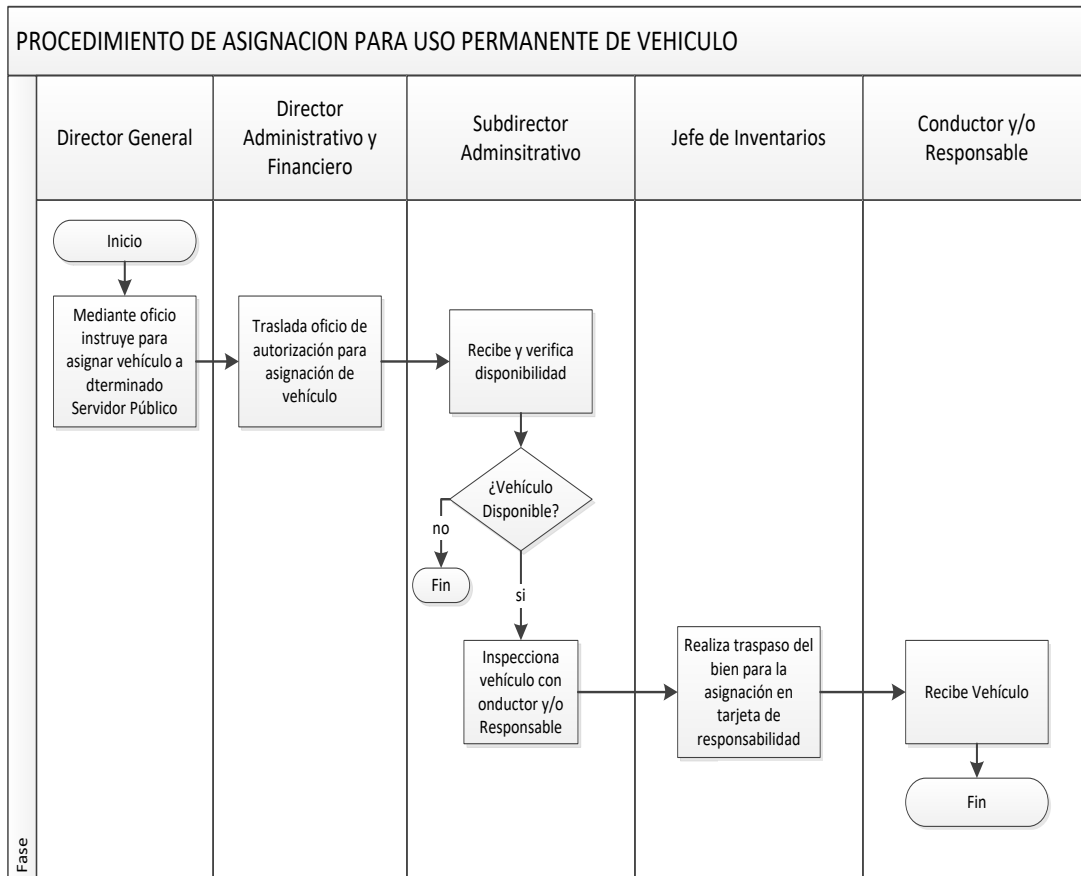 PROCEDIMIENTO DE ASIGNACION PARA USO PERMANENTE DE VEHICULO
Director General
Director
Administrativo y
Financiero
Subdirector
Adminsitrativo
Jefe de Inventarios
Conductor y/o
Responsable
Inicio
Mediante oficio
instruye para
asignar vehículo a
dterminado
Servidor Público
Traslada oficio de
autorización para
asignación de
vehículo
Recibe y verifica
disponibilidad
¿Vehículo
Disponible?
no
Fin
si
Inspecciona
vehículo con
onductor y/o
Responsable
Realiza traspaso del
bien para la
asignación en
tarjeta de
responsabilidad
Recibe Vehículo
Fin
Fase